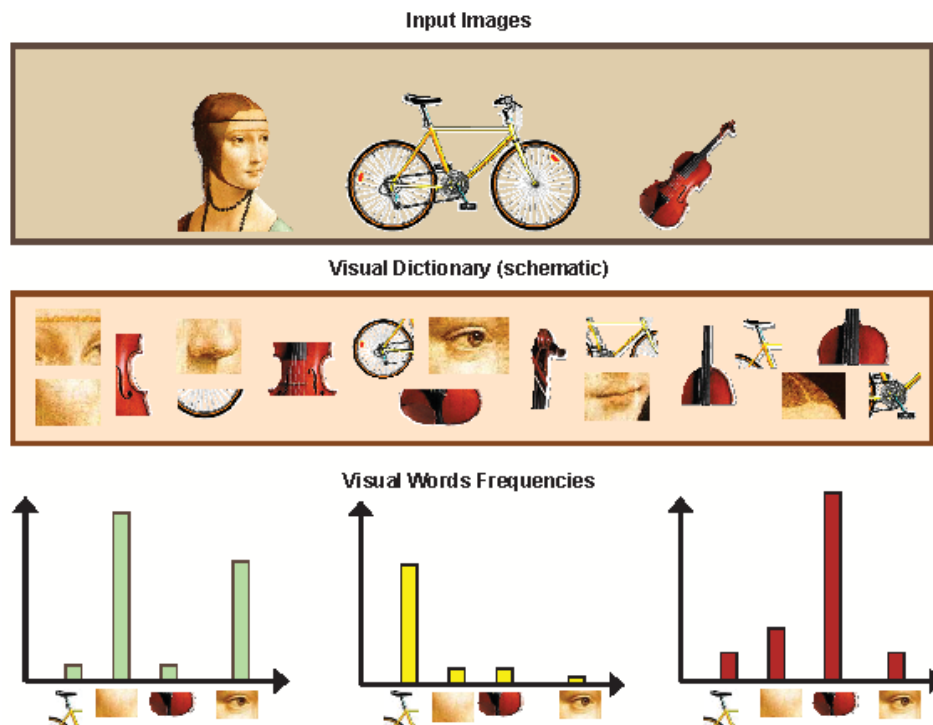 Input Images
Visual Dictionary (schematic)
Visual Words Frequencies